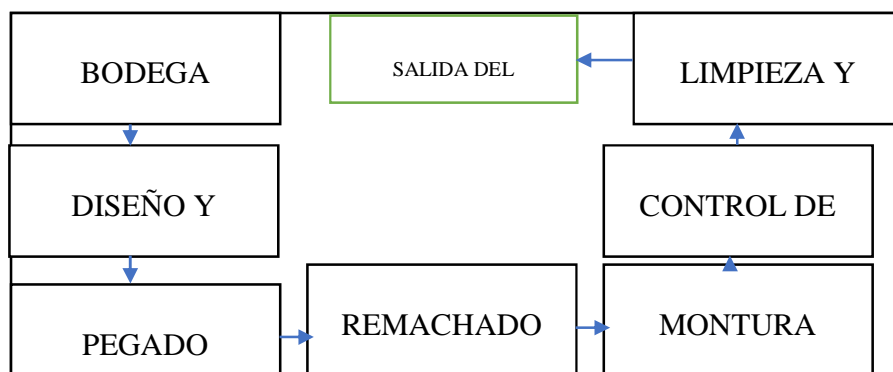 BODEGA
SALIDA DEL
LIMPIEZA Y
DISEÑO Y
CONTROL DE
PEGADO
REMACHADO
MONTURA